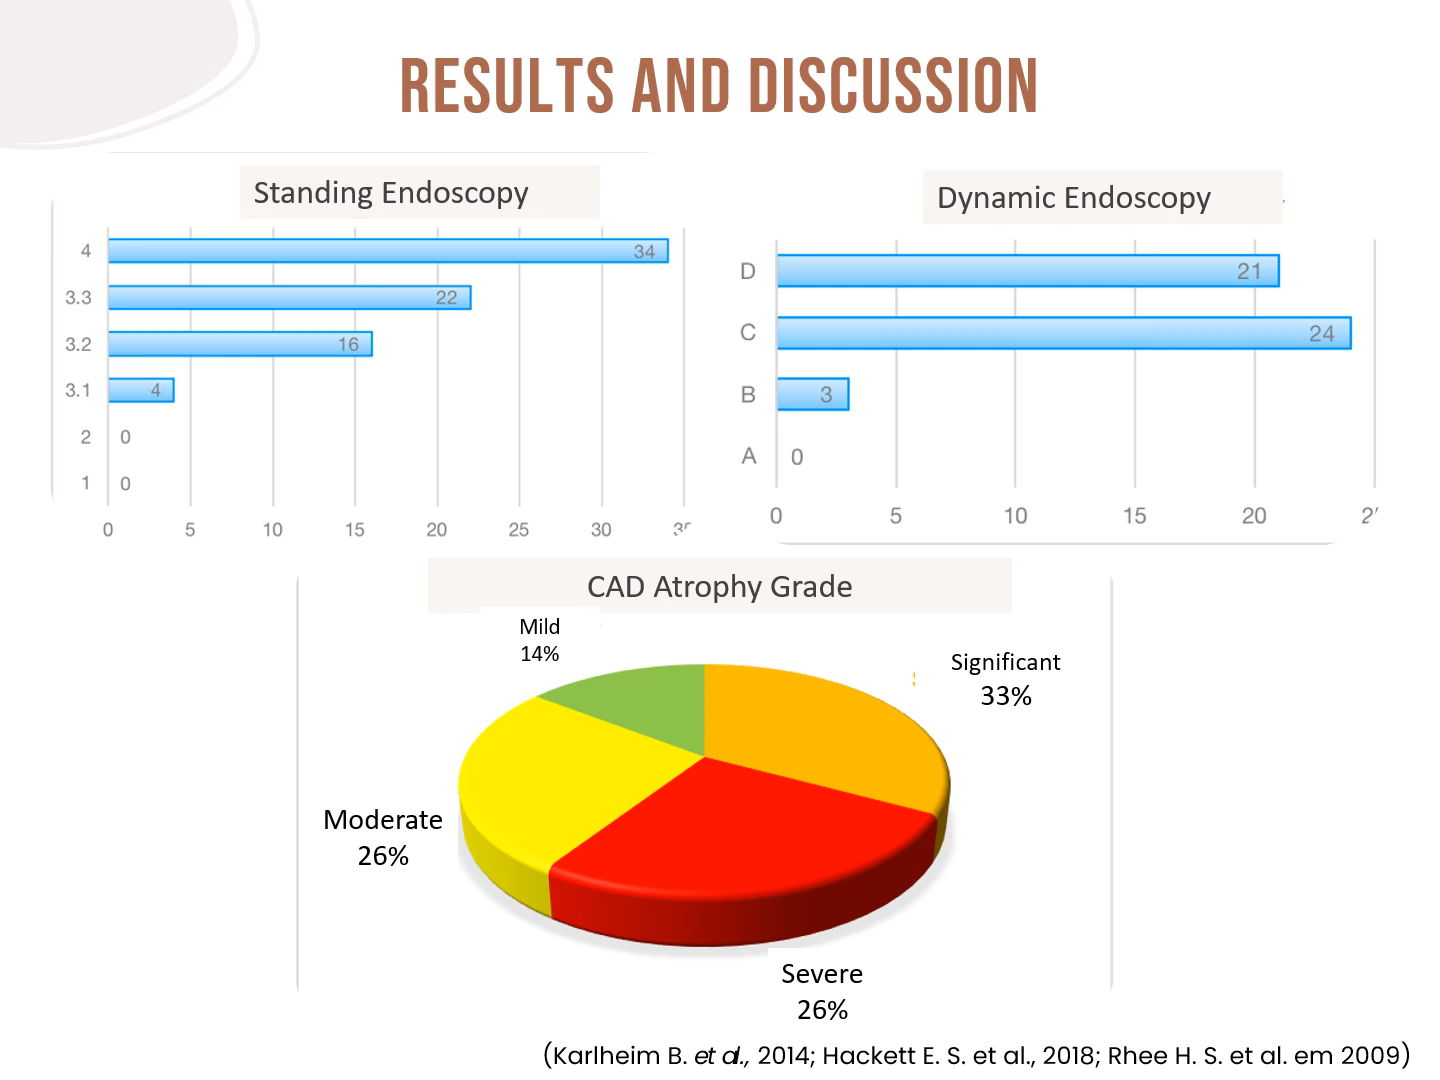 RESULTS AND DISCUSSION
Standing Endoscopy
4
34
3.3
22
3.2
16
3.1
4
2
0
1
0
0 5 10 15 20 25 30
Dynamic Endoscopy
D
21
C
24
B
3
A
0
0 5 10 15 20
CAD Atrophy Grade
Mild
14%
Significant
33%
Moderate
26%
Severe
26%
(Karlheim B. et al., 2014; Hackett E. S. et al., 2018; Rhee H. S. et al. em 2009)